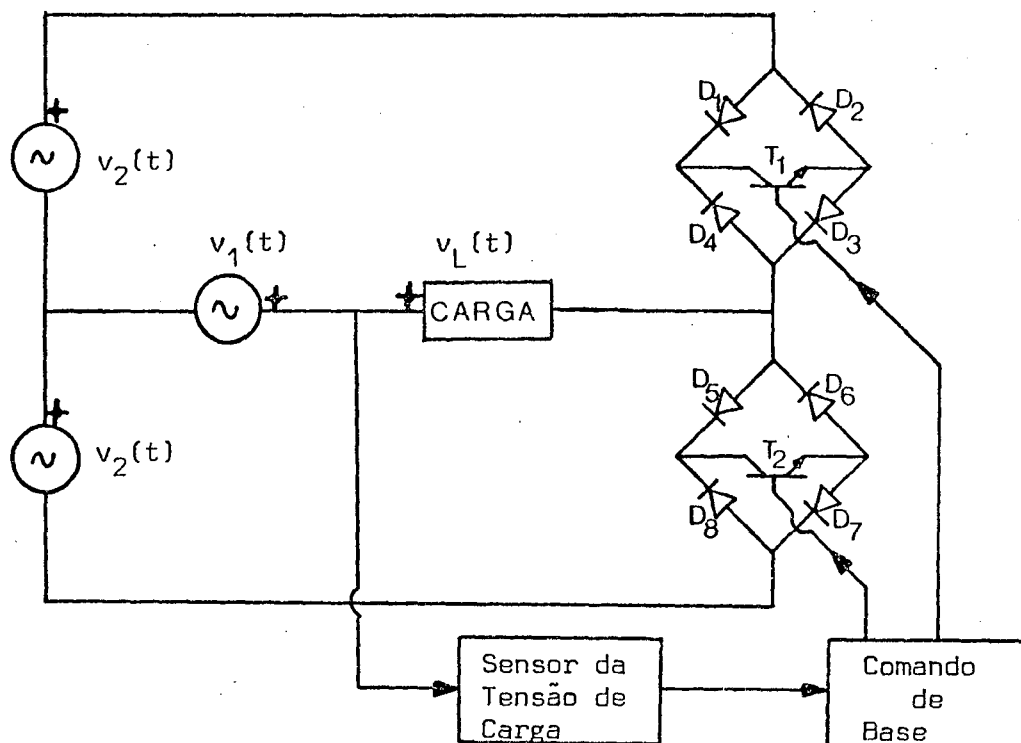 D1
D2
v2(t)
T1
D4
D3
v1(t)
vL(t)
CARGA
D5
D6
v2(t)
T2
D8
D7
Sensor da
Tensão de
Carga
Comando
de
Base